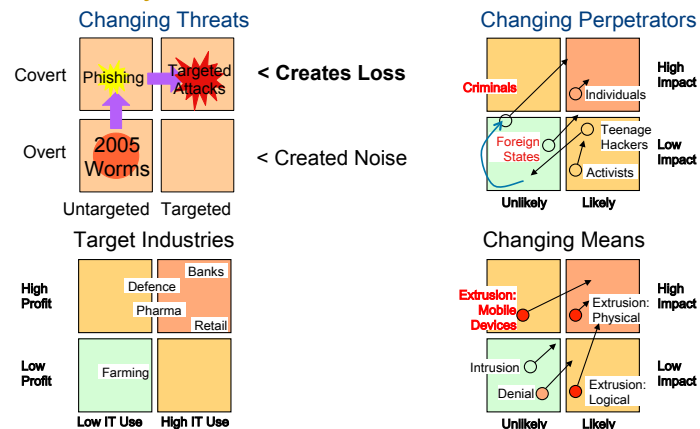 Changing Threats
Covert
Phishing
Targeted
Attacks
< Creates Loss
Overt
2005
Worms
< Created Noise
Untargeted
Targeted
Changing Perpetrators
High
Impact
Criminals
Individuals
Foreign
States
Teenage
Hackers
Low
Impact
Activists
Unlikely
Likely
Target Industries
High
Profit
Banks
Defence
Pharma
Retail
Low
Profit
Farming
Low IT Use
High IT Use
Changing Means
High
Impact
Extrusion:
Mobile
Devices
Extrusion:
Physical
Intrusion
Low
Impact
Denial
Extrusion:
Logical
Unlikely
Likely